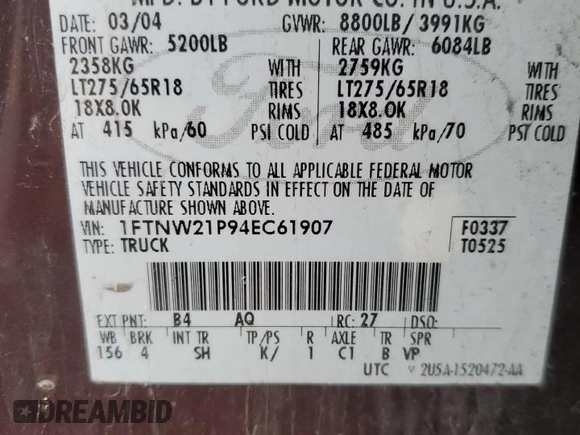 MFD. BY FORD MOTOR CO. IN U.S.A.
DATE: 03/04 GVWR: 8800LB/ 3991KG
FRONT GAWR: 5200LB REAR GAWR: 6084LB
2358KG WITH 2759KG WITH
LT275/65R18 TIRES LT275/65R18 TIRES
18X8.0K RIMS 18X8.0K RIMS
AT 415 kPa/60 PSI COLD AT 485 kPa/70 PSI COLD
Ford
THIS VEHICLE CONFORMS TO ALL APPLICABLE FEDERAL MOTOR
VEHICLE SAFETY STANDARDS IN EFFECT ON THE DATE OF
MANUFACTURE SHOWN ABOVE.
VIN: 1FTNW21P94EC61907 F0337
TYPE: TRUCK T0525
EXT PNT: B4 AQ RC: 27 DSO:
WB BRK INT TR TP/PS R AXLE TR SPR
156 4 SH K/ 1 C1 B VP
UTC ▽ 2U5A-1520472-AA
DREAMBID